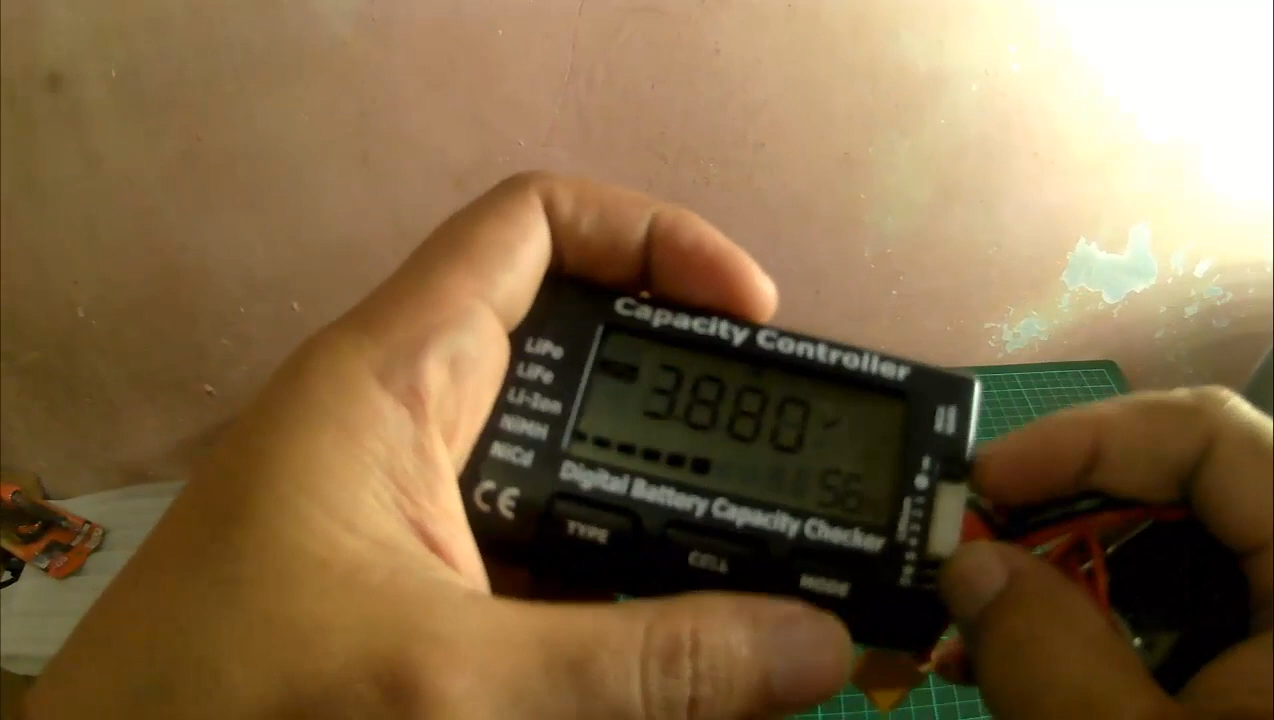 Capacity Controller
LiPo
LiFe
Li-Ion
NiMH
NiCd
3.880 V
56
Digital Battery Capacity Checker
CE
TYPE
CELL
MODE